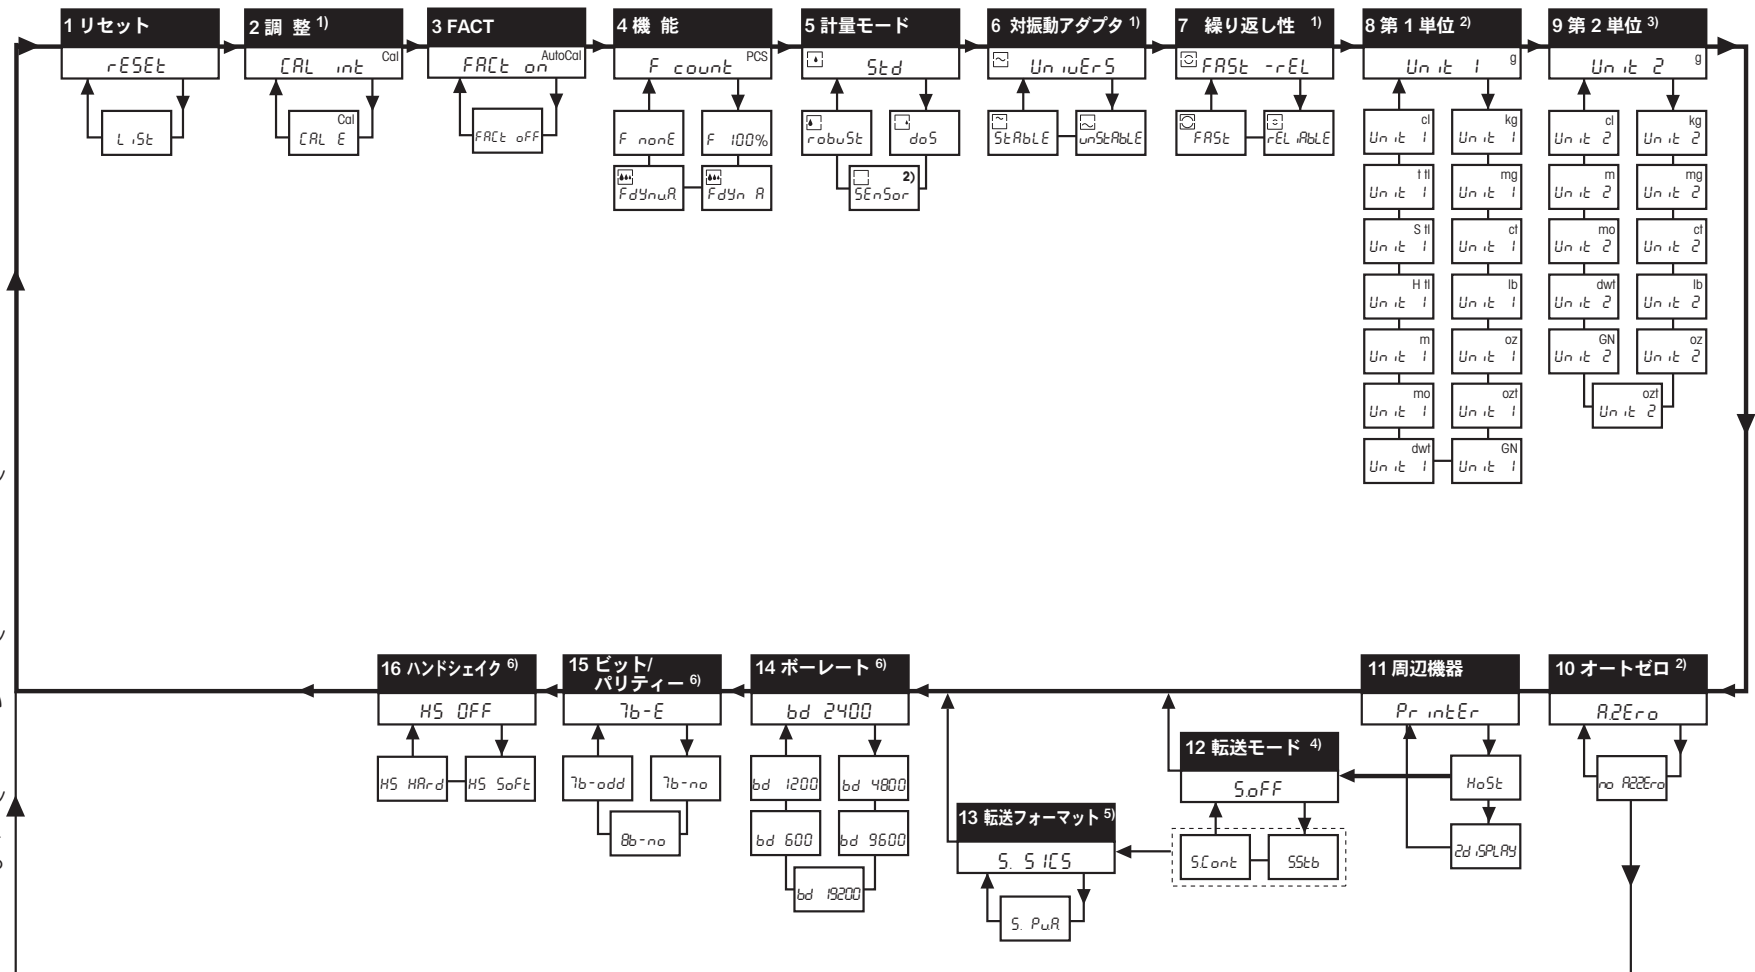 1 リセット
rESEt
LiSt
2 調 整 1)
CAL int Cal
CAL E Cal
3 FACT
FACt on AutoCal
FACt oFF
4 機 能
F count PCS
F nonE
F 100%
Fdynu.A
Fdyn A
5 計量モード
Std
robuSt
doS
SEnSor 2)
6 対振動アダプタ 1)
UnivErS
StAbLE
unStAbLE
7 繰り返し性 1)
FASt -rEL
FASt
rELiAbLE
8 第 1 単位 2)
Unit 1 g
Unit 1 cl
Unit 1 kg
Unit 1 t tl
Unit 1 mg
Unit 1 S tl
Unit 1 ct
Unit 1 H tl
Unit 1 lb
Unit 1 m
Unit 1 oz
Unit 1 mo
Unit 1 ozt
Unit 1 dwt
Unit 1 GN
9 第 2 単位 3)
Unit 2 g
Unit 2 cl
Unit 2 kg
Unit 2 m
Unit 2 mg
Unit 2 mo
Unit 2 ct
Unit 2 dwt
Unit 2 lb
Unit 2 GN
Unit 2 oz
Unit 2 ozt
10 オートゼロ 2)
A.ZEro
no A.ZEro
11 周辺機器
PrintEr
HoSt
2.diSPLAY
12 転送モード 4)
S.oFF
S.Cont
S.Stb
13 転送フォーマット 5)
S. SICS
S. Pu.A
14 ボーレート 6)
bd 2400
bd 1200
bd 4800
bd 600
bd 9600
bd 19200
15 ビット/
パリティー 6)
7b-E
7b-odd
7b-no
8b-no
16 ハンドシェイク 6)
HS OFF
HS HArd
HS SoFt